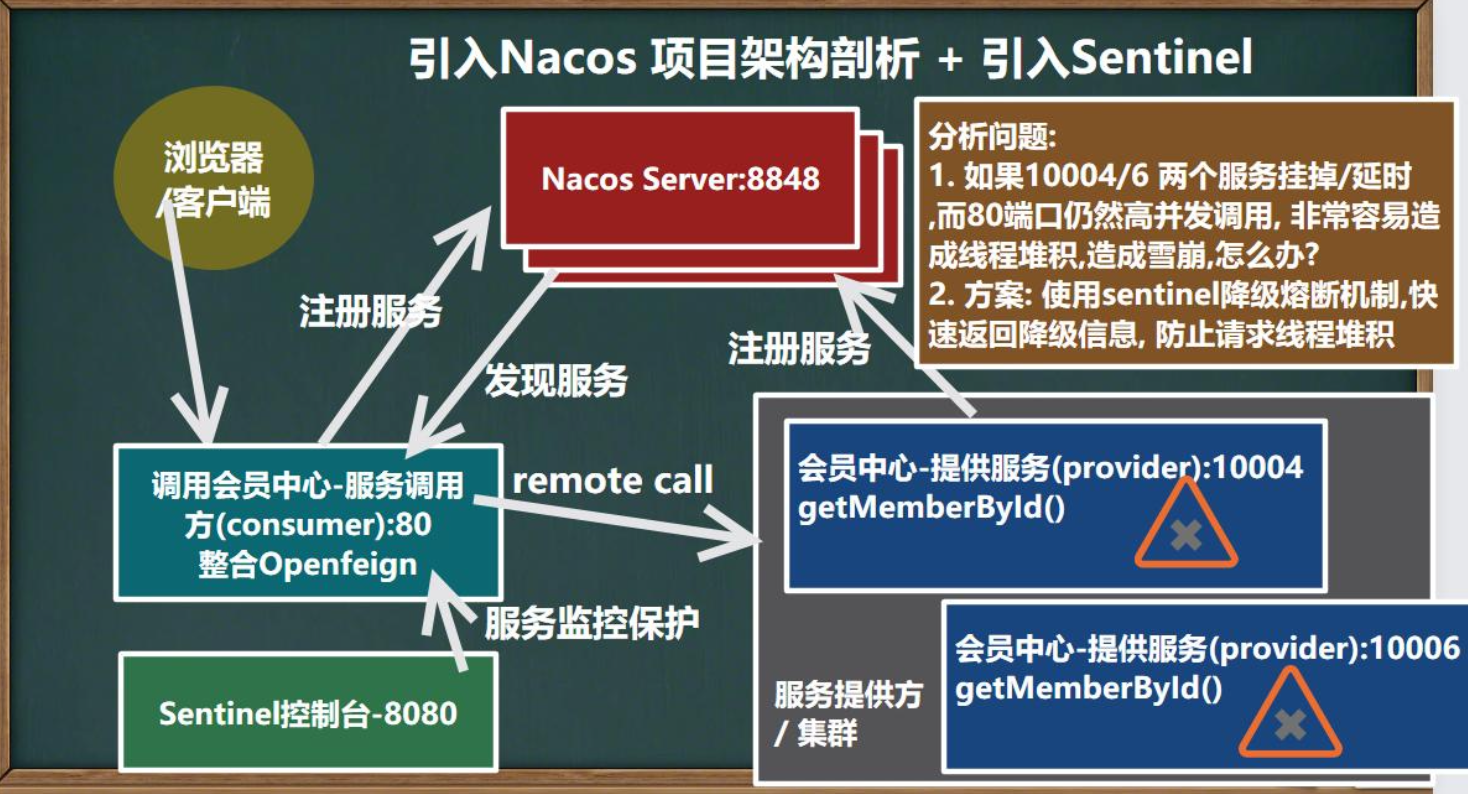 引入Nacos 项目架构剖析 + 引入Sentinel
浏览器
/客户端
Nacos Server:8848
分析问题:
1. 如果10004/6 两个服务挂掉/延时
,而80端口仍然高并发调用, 非常容易造
成线程堆积,造成雪崩,怎么办?
2. 方案: 使用sentinel降级熔断机制,快
速返回降级信息, 防止请求线程堆积
注册服务
发现服务
注册服务
调用会员中心-服务调用
方(consumer):80
整合Openfeign
remote call
会员中心-提供服务(provider):10004
getMemberById()
服务监控保护
Sentinel控制台-8080
会员中心-提供服务(provider):10006
getMemberById()
服务提供方
/ 集群